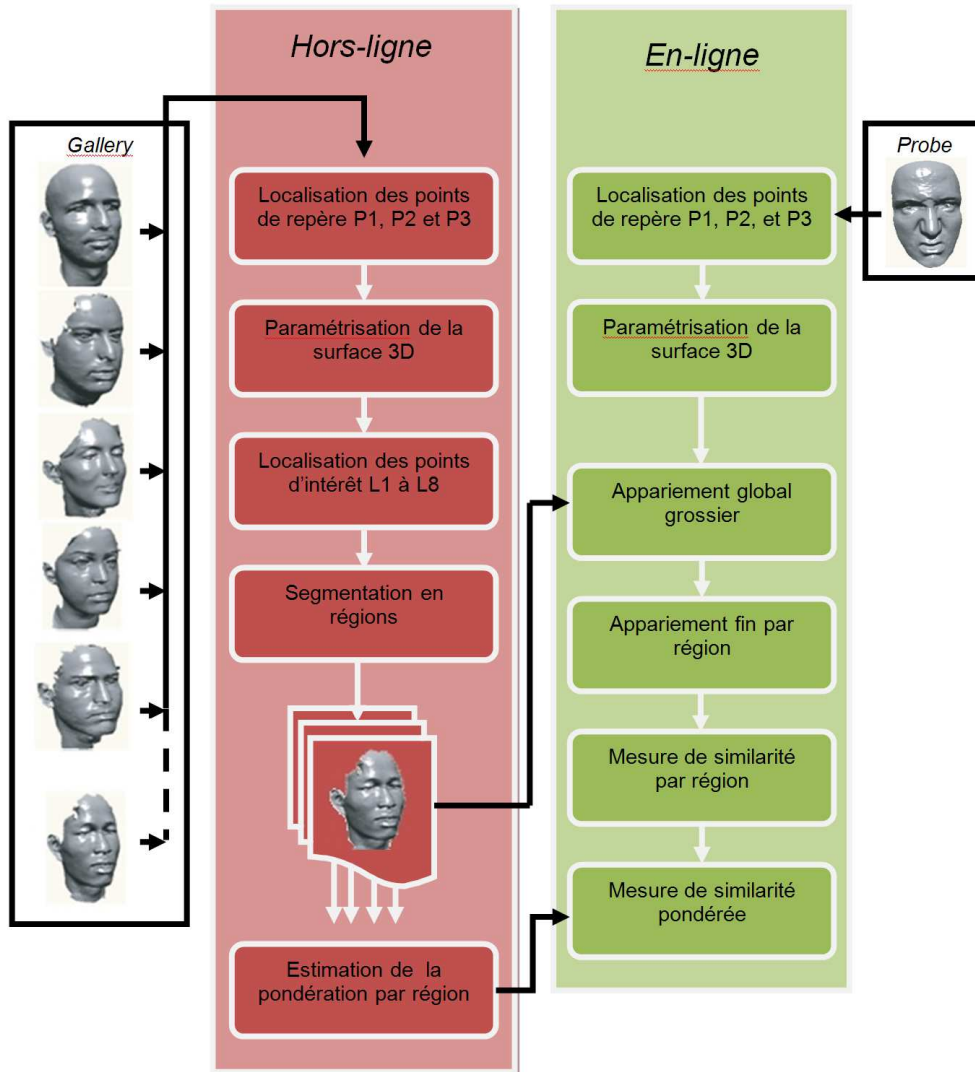 Hors-ligne
En-ligne
Gallery
Probe
Localisation des points
de repère P1, P2 et P3
Localisation des points
de repère P1, P2, et P3
Paramétrisation de la
surface 3D
Paramétrisation de la
surface 3D
Localisation des points
d'intérêt L1 à L8
Appariement global
grossier
Segmentation en
régions
Appariement fin par
région
Mesure de similarité
par région
Mesure de similarité
pondérée
Estimation de la
pondération par région